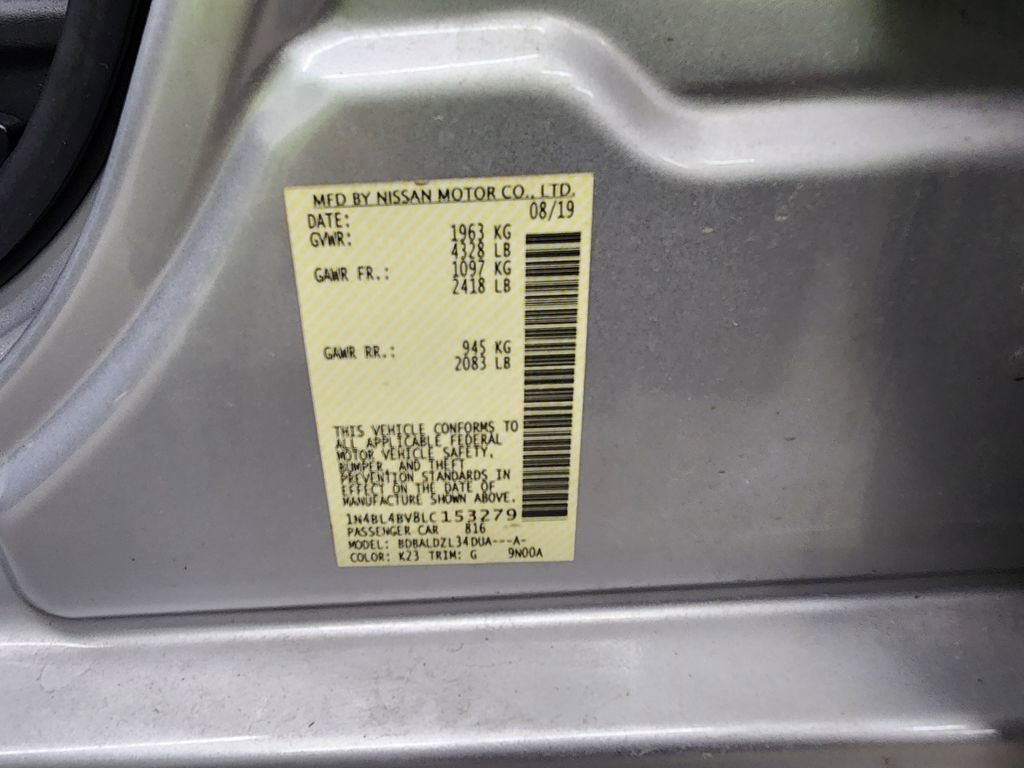 MFD BY NISSAN MOTOR CO., LTD.
DATE: 08/19
GVWR: 1963 KG
4328 LB
GAWR FR.: 1097 KG
2418 LB
GAWR RR.: 945 KG
2083 LB
THIS VEHICLE CONFORMS TO
ALL APPLICABLE FEDERAL
MOTOR VEHICLE SAFETY,
BUMPER, AND THEFT
PREVENTION STANDARDS IN
EFFECT ON THE DATE OF
MANUFACTURE SHOWN ABOVE.
1N4BL4BV8LC153279
PASSENGER CAR 816
MODEL: BDBALDZL34DUA---A-
COLOR: K23 TRIM: G 9N00A